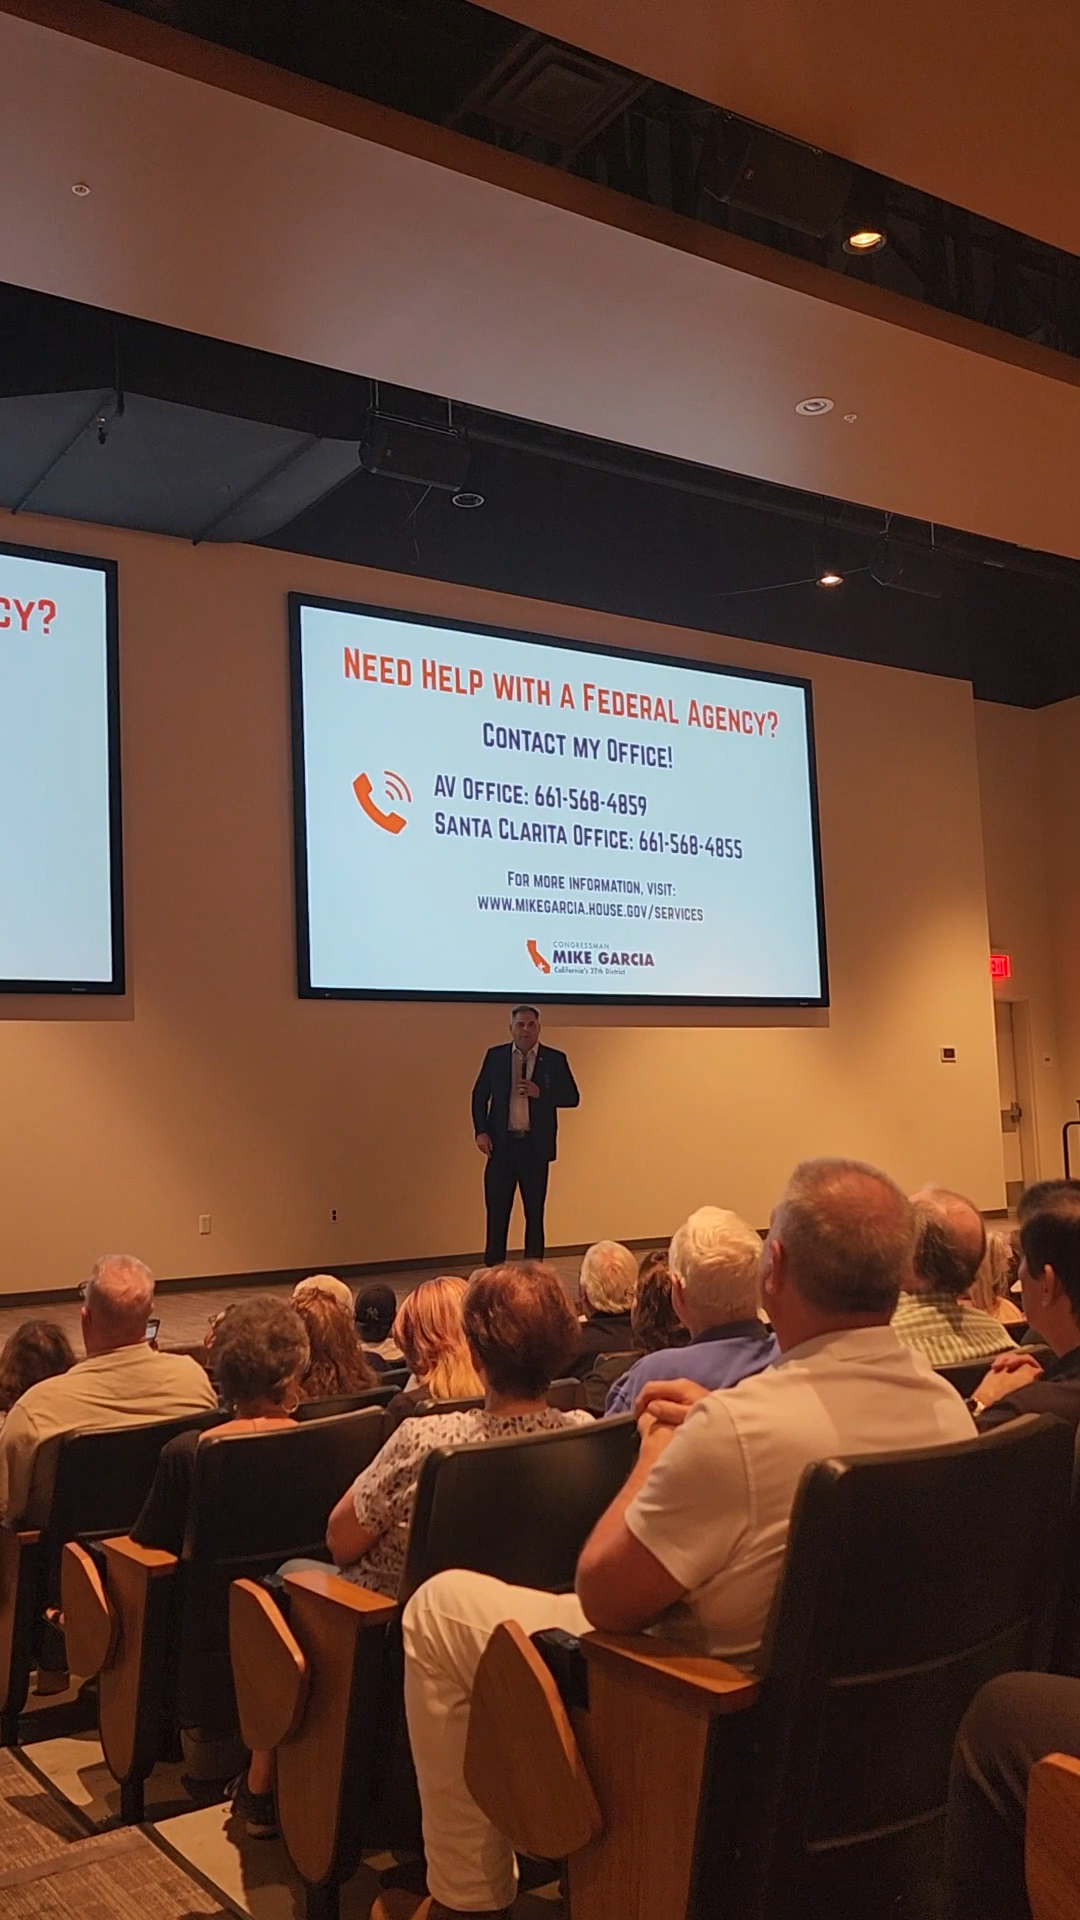 CY?
NEED HELP WITH A FEDERAL AGENCY?
CONTACT MY OFFICE!
AV OFFICE: 661-568-4859
SANTA CLARITA OFFICE: 661-568-4855
FOR MORE INFORMATION, VISIT:
WWW.MIKEGARCIA.HOUSE.GOV/SERVICES
CONGRESSMAN
MIKE GARCIA
California's 27th District